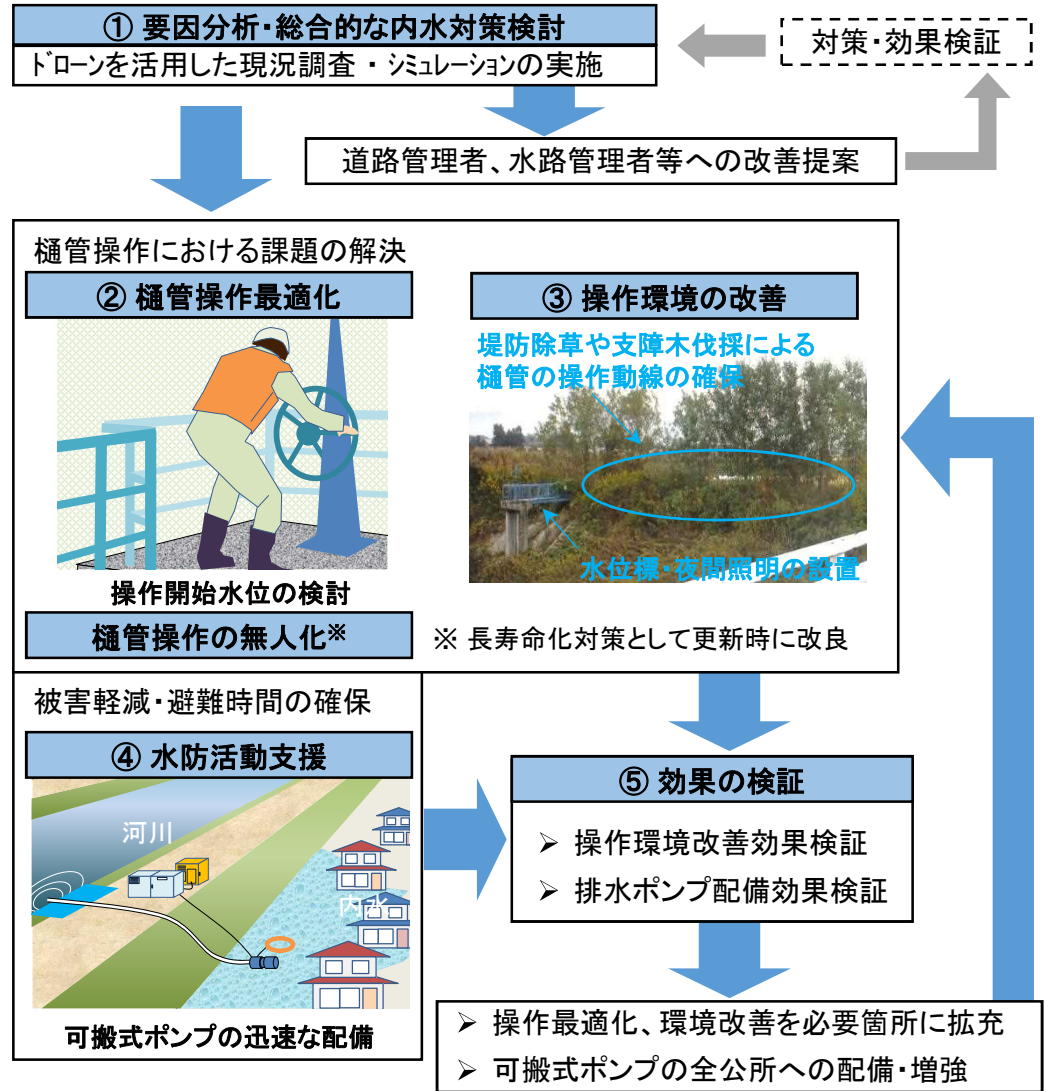 ① 要因分析・総合的な内水対策検討
ドローンを活用した現況調査 ・ シミュレーションの実施
対策・効果検証
道路管理者、水路管理者等への改善提案
樋管操作における課題の解決
② 樋管操作最適化
操作開始水位の検討
樋管操作の無人化※
③ 操作環境の改善
堤防除草や支障木伐採による
樋管の操作動線の確保
水位標・夜間照明の設置
※ 長寿命化対策として更新時に改良
被害軽減・避難時間の確保
④ 水防活動支援
河川
内水
可搬式ポンプの迅速な配備
⑤ 効果の検証
➢ 操作環境改善効果検証
➢ 排水ポンプ配備効果検証
➢ 操作最適化、環境改善を必要箇所に拡充
➢ 可搬式ポンプの全公所への配備・増強